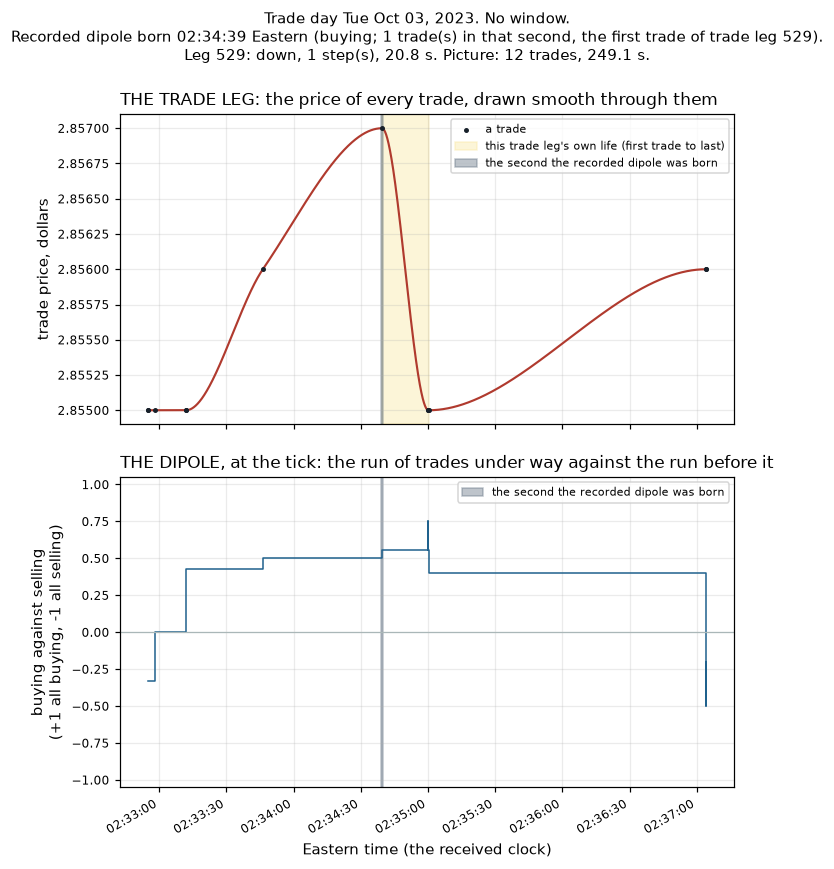 Trade day Tue Oct 03, 2023. No window.
Recorded dipole born 02:34:39 Eastern (buying; 1 trade(s) in that second, the first trade of trade leg 529).
Leg 529: down, 1 step(s), 20.8 s. Picture: 12 trades, 249.1 s.
THE TRADE LEG: the price of every trade, drawn smooth through them
a trade
this trade leg's own life (first trade to last)
the second the recorded dipole was born
trade price, dollars
2.85700
2.85675
2.85650
2.85625
2.85600
2.85575
2.85550
2.85525
2.85500
THE DIPOLE, at the tick: the run of trades under way against the run before it
the second the recorded dipole was born
buying against selling
(+1 all buying, -1 all selling)
1.00
0.75
0.50
0.25
0.00
−0.25
−0.50
−0.75
−1.00
02:33:00
02:33:30
02:34:00
02:34:30
02:35:00
02:35:30
02:36:00
02:36:30
02:37:00
Eastern time (the received clock)